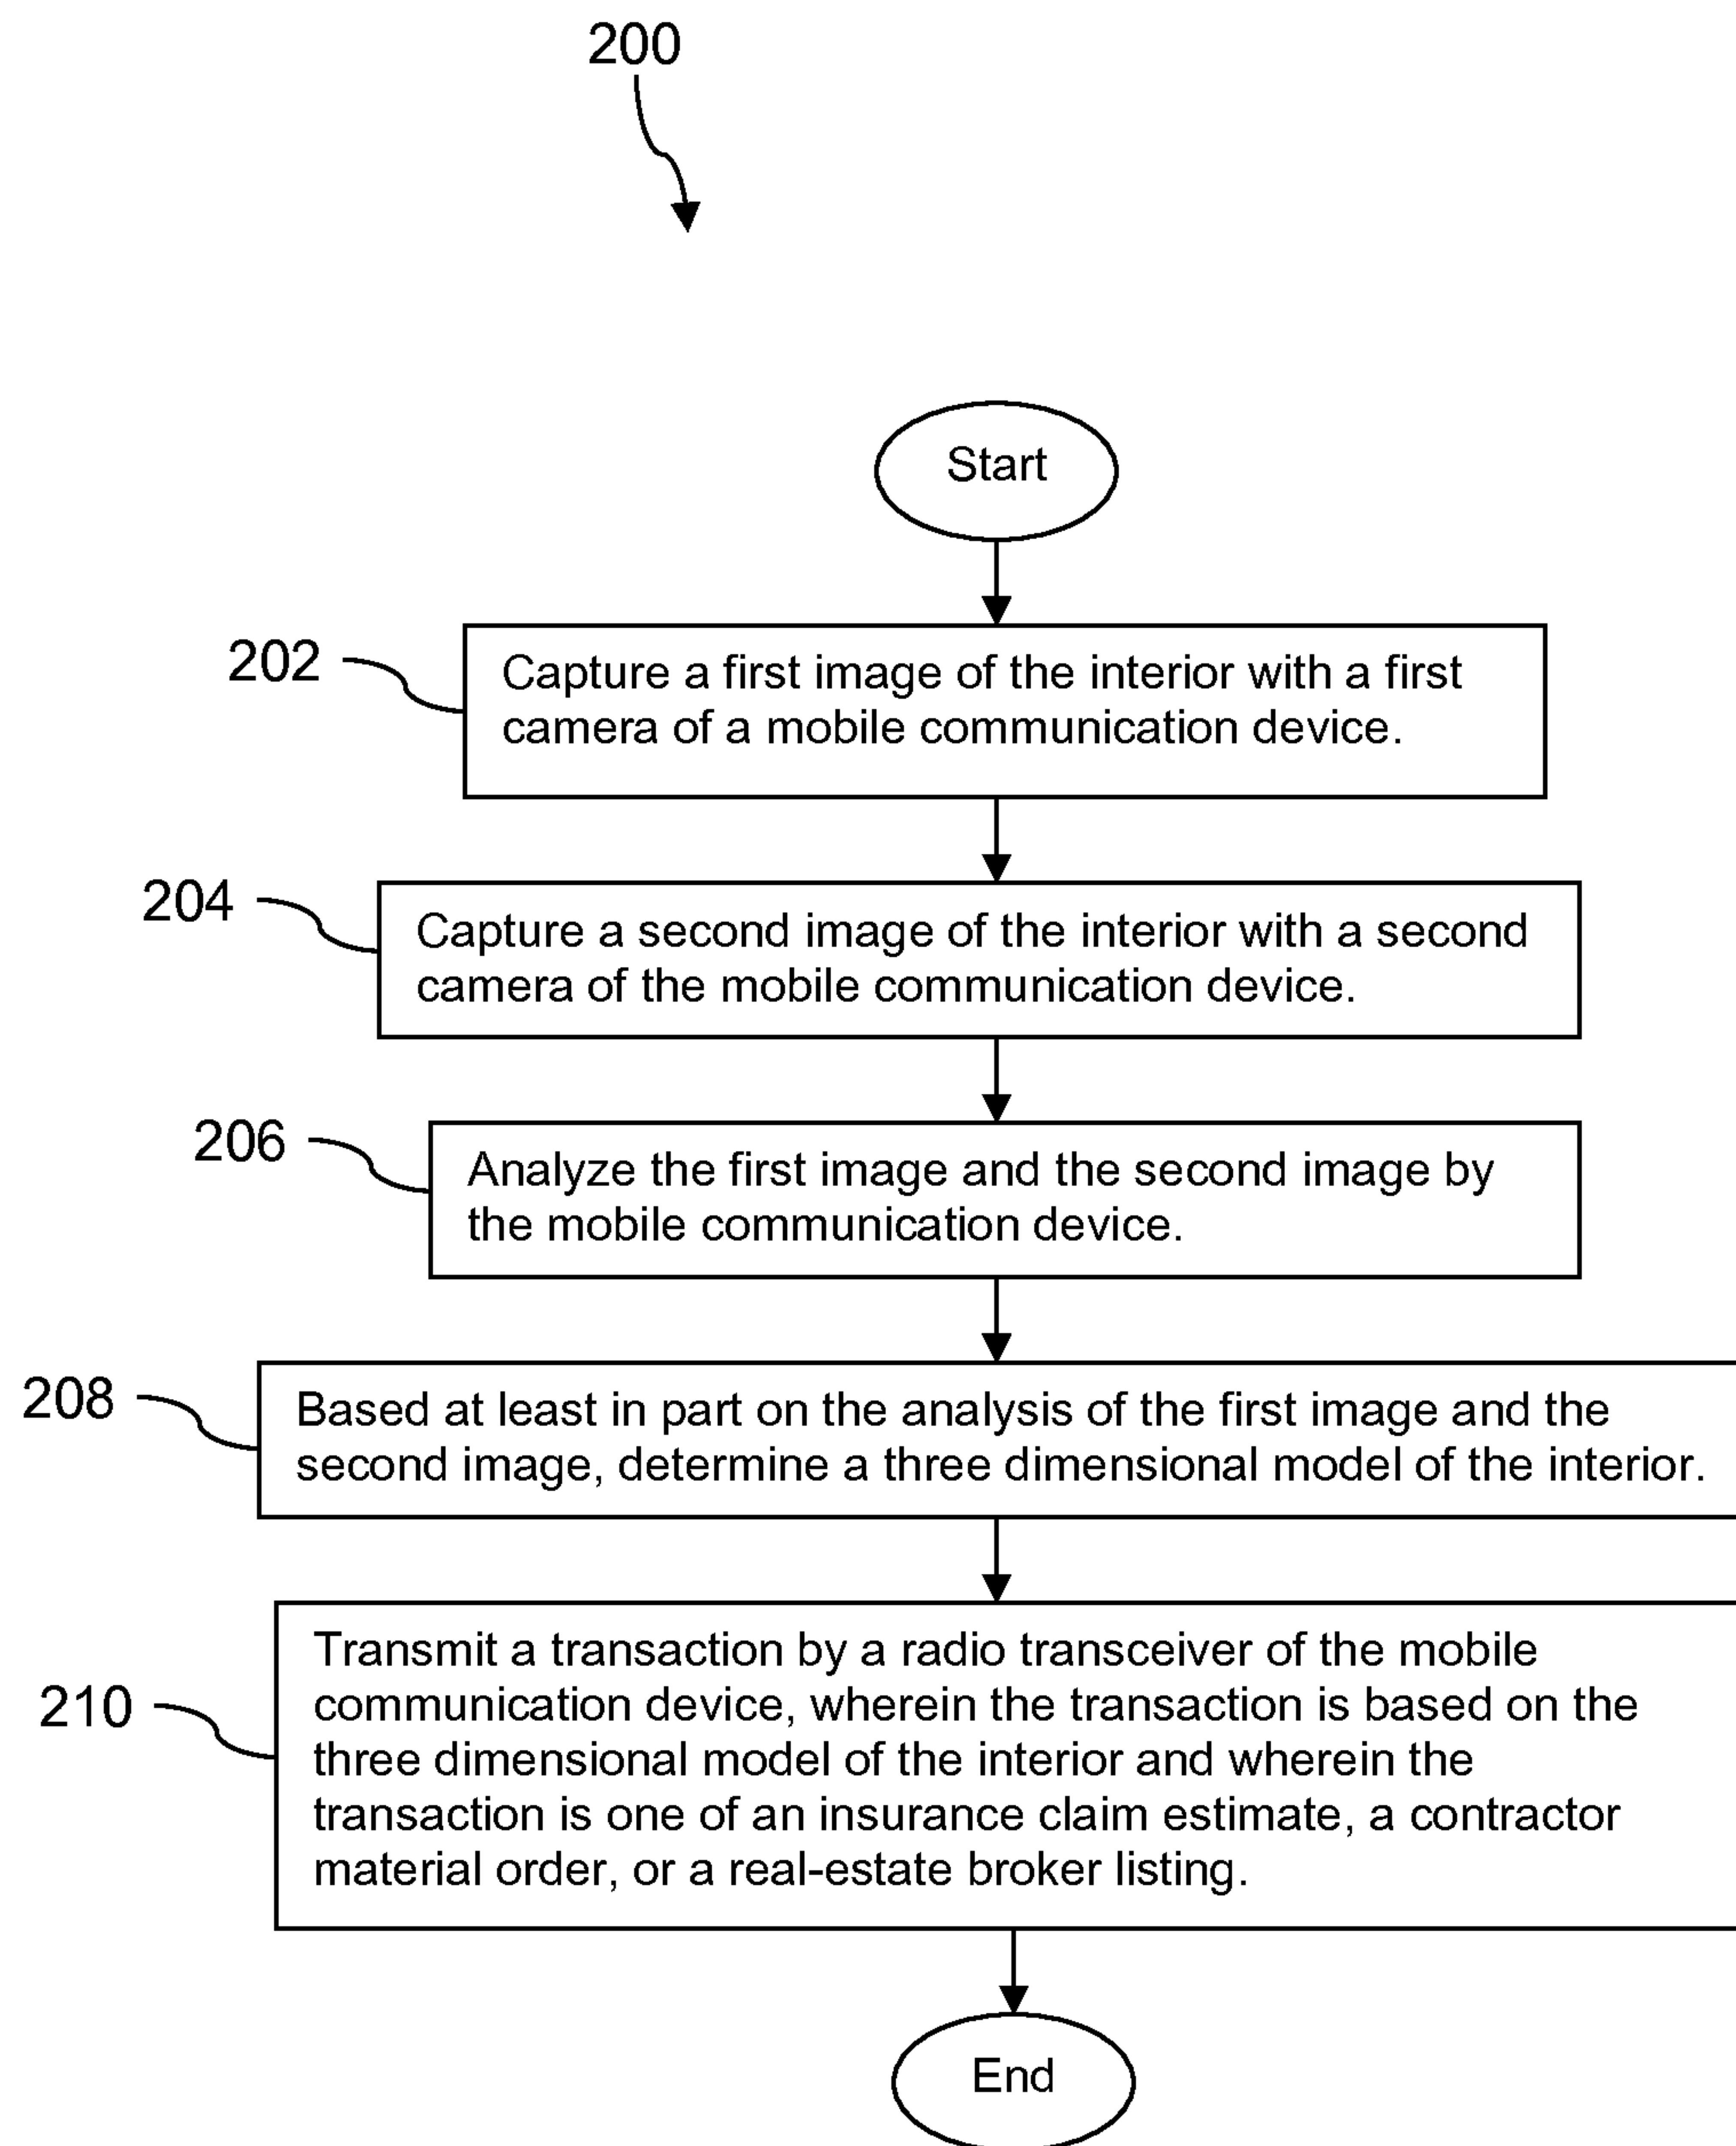 200
Start
202
Capture a first image of the interior with a first
camera of a mobile communication device.
204
Capture a second image of the interior with a second
camera of the mobile communication device.
206
Analyze the first image and the second image by
the mobile communication device.
208
Based at least in part on the analysis of the first image and the
second image, determine a three dimensional model of the interior.
210
Transmit a transaction by a radio transceiver of the mobile
communication device, wherein the transaction is based on the
three dimensional model of the interior and wherein the
transaction is one of an insurance claim estimate, a contractor
material order, or a real-estate broker listing.
End